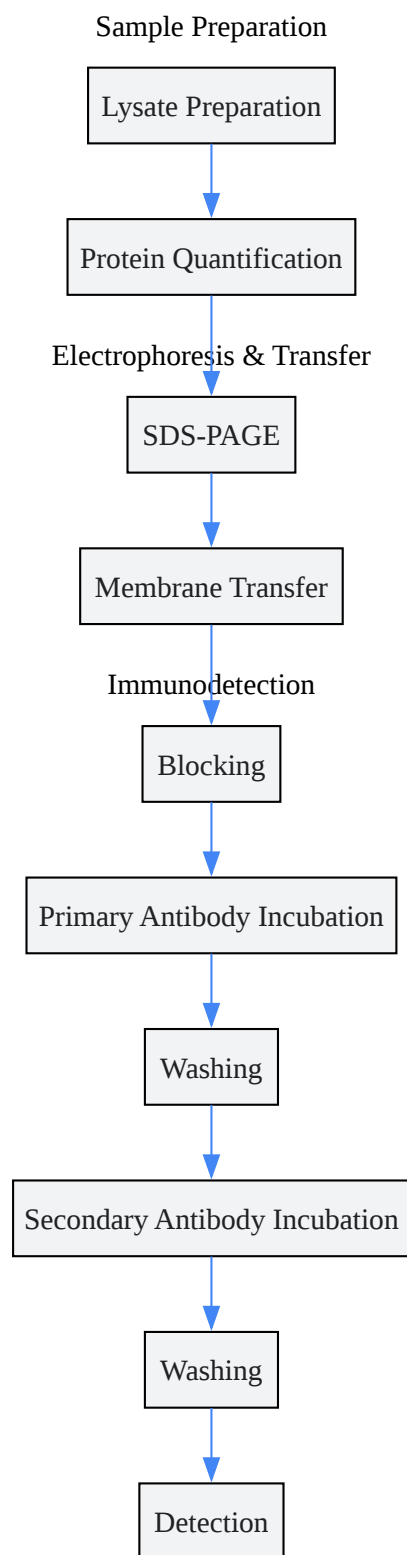 Sample Preparation
Lysate Preparation
Protein Quantification
Electrophoresis & Transfer
SDS-PAGE
Membrane Transfer
Immunodetection
Blocking
Primary Antibody Incubation
Washing
Secondary Antibody Incubation
Washing
Detection